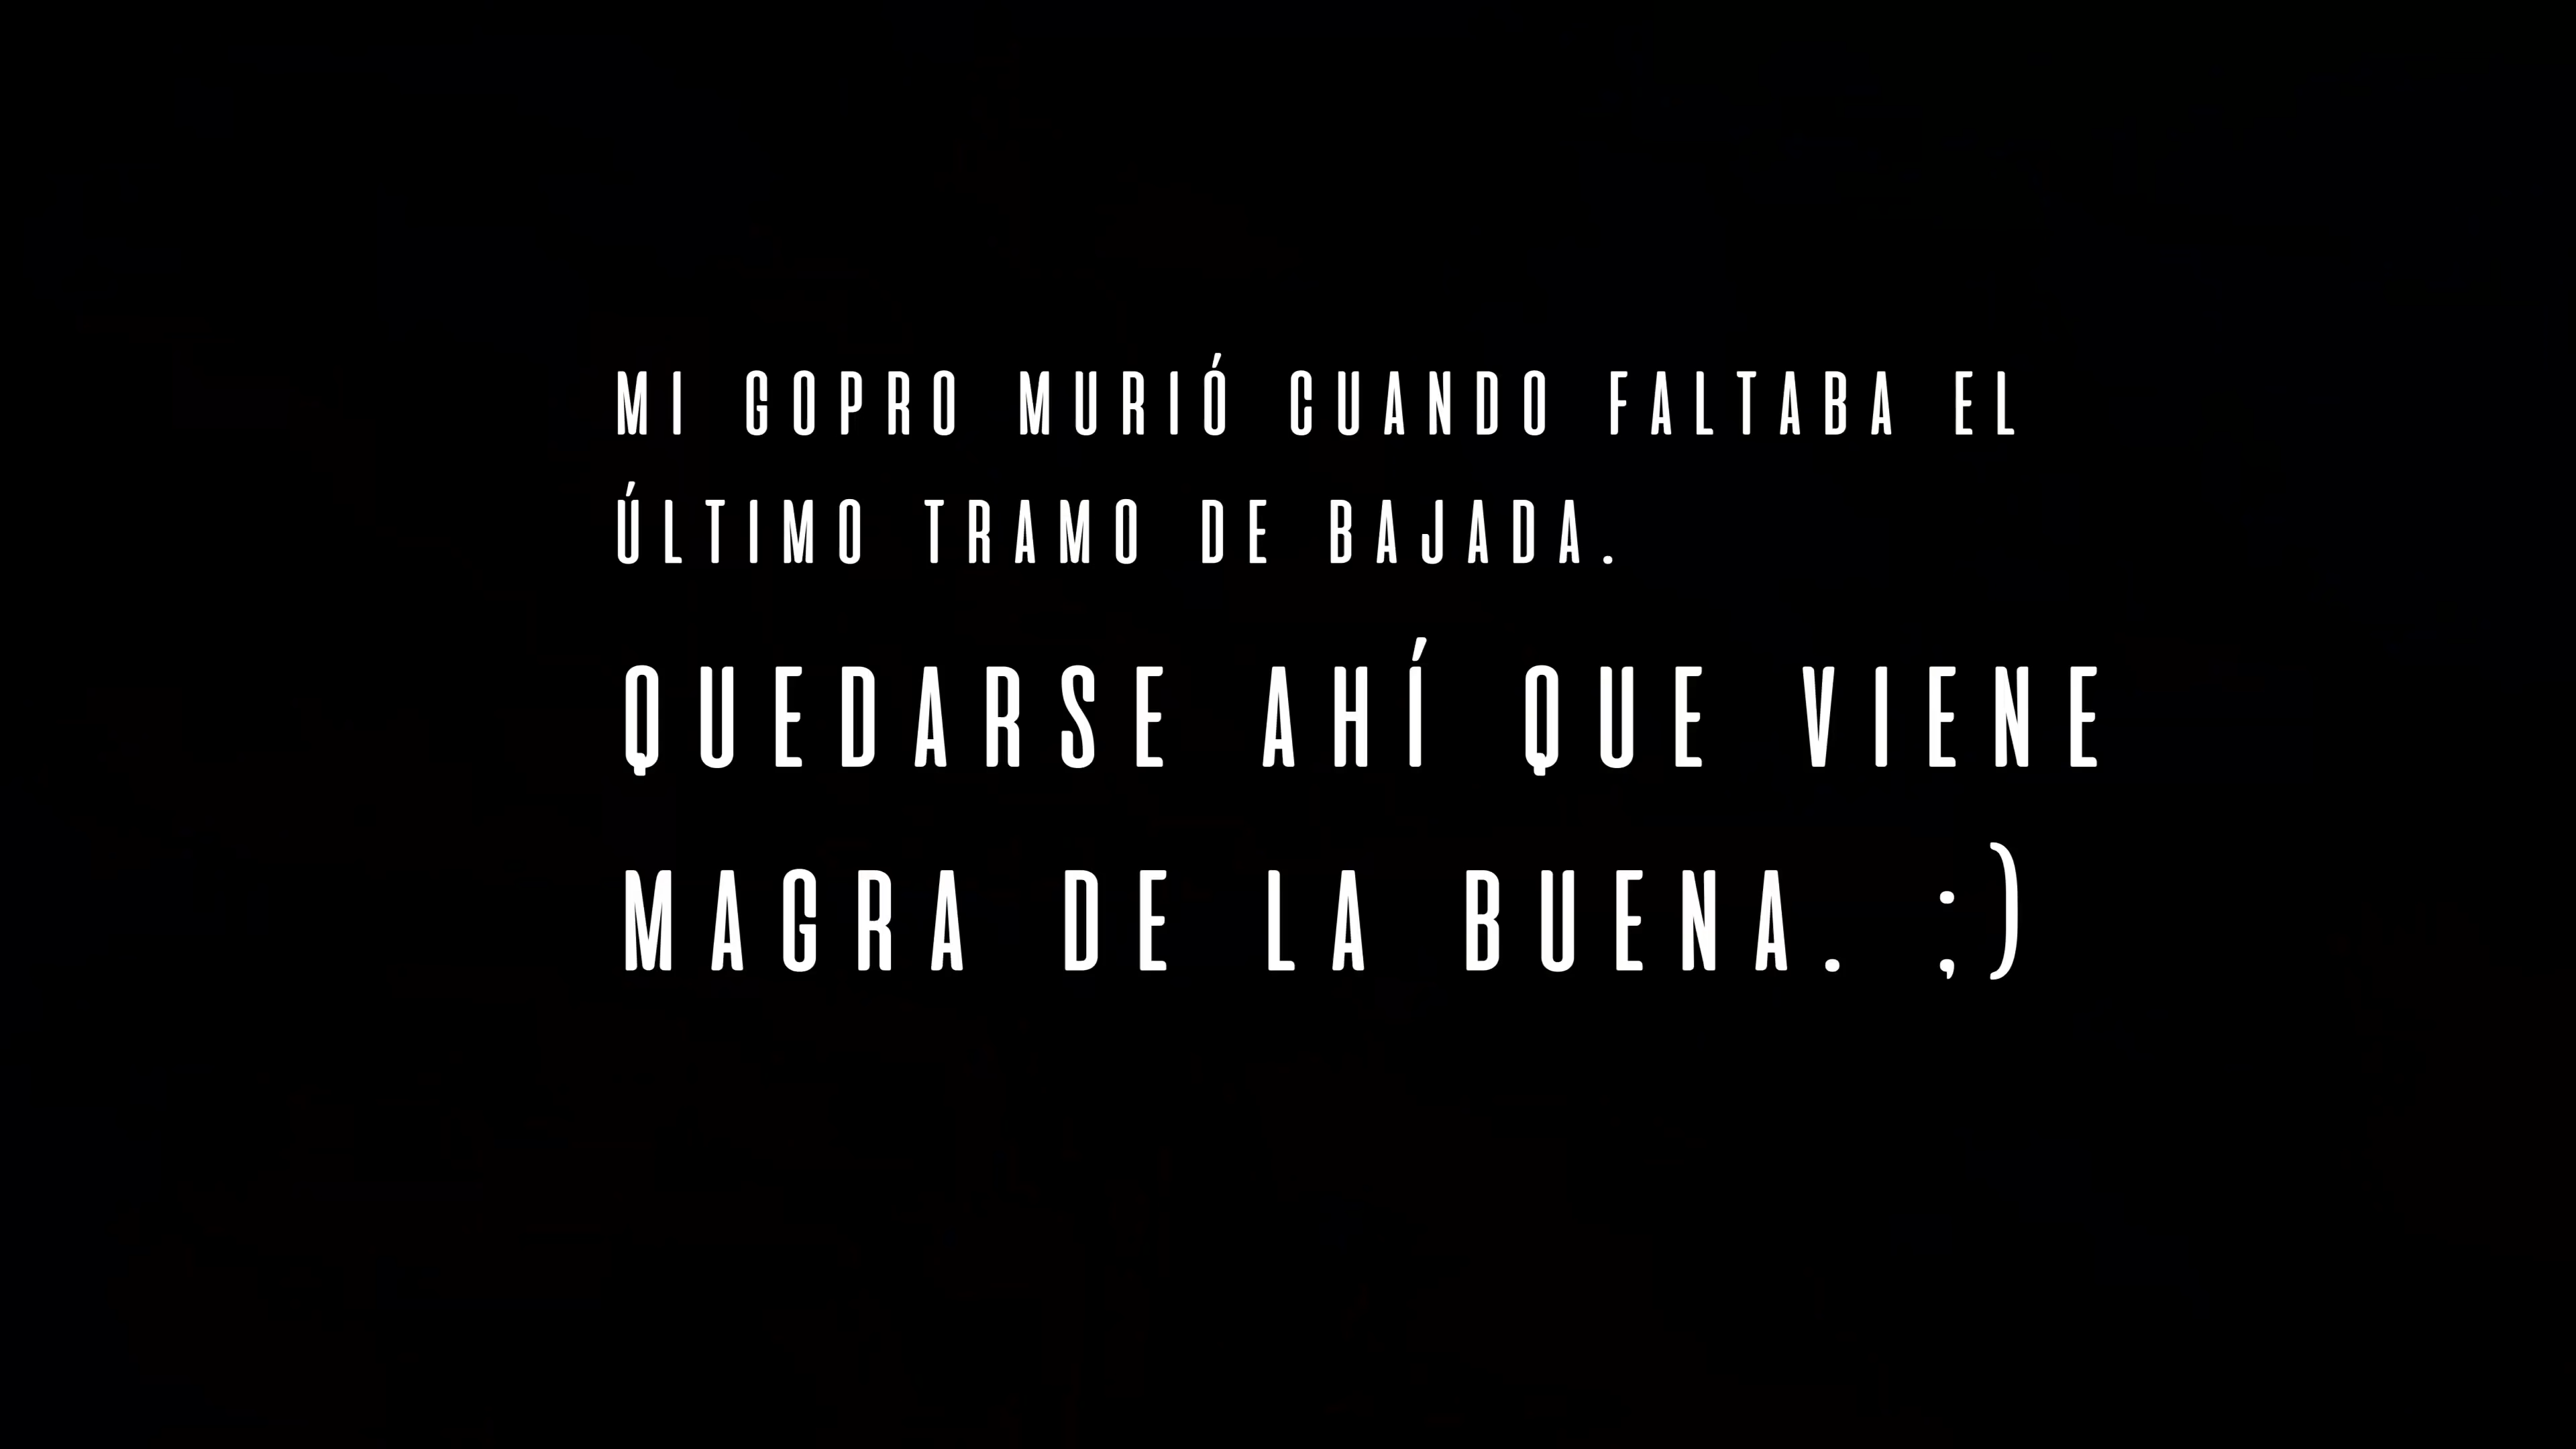 MI GOPRO MURIÓ CUANDO FALTABA EL
ÚLTIMO TRAMO DE BAJADA.
QUEDARSE AHÍ QUE VIENE
MAGRA DE LA BUENA. ;)